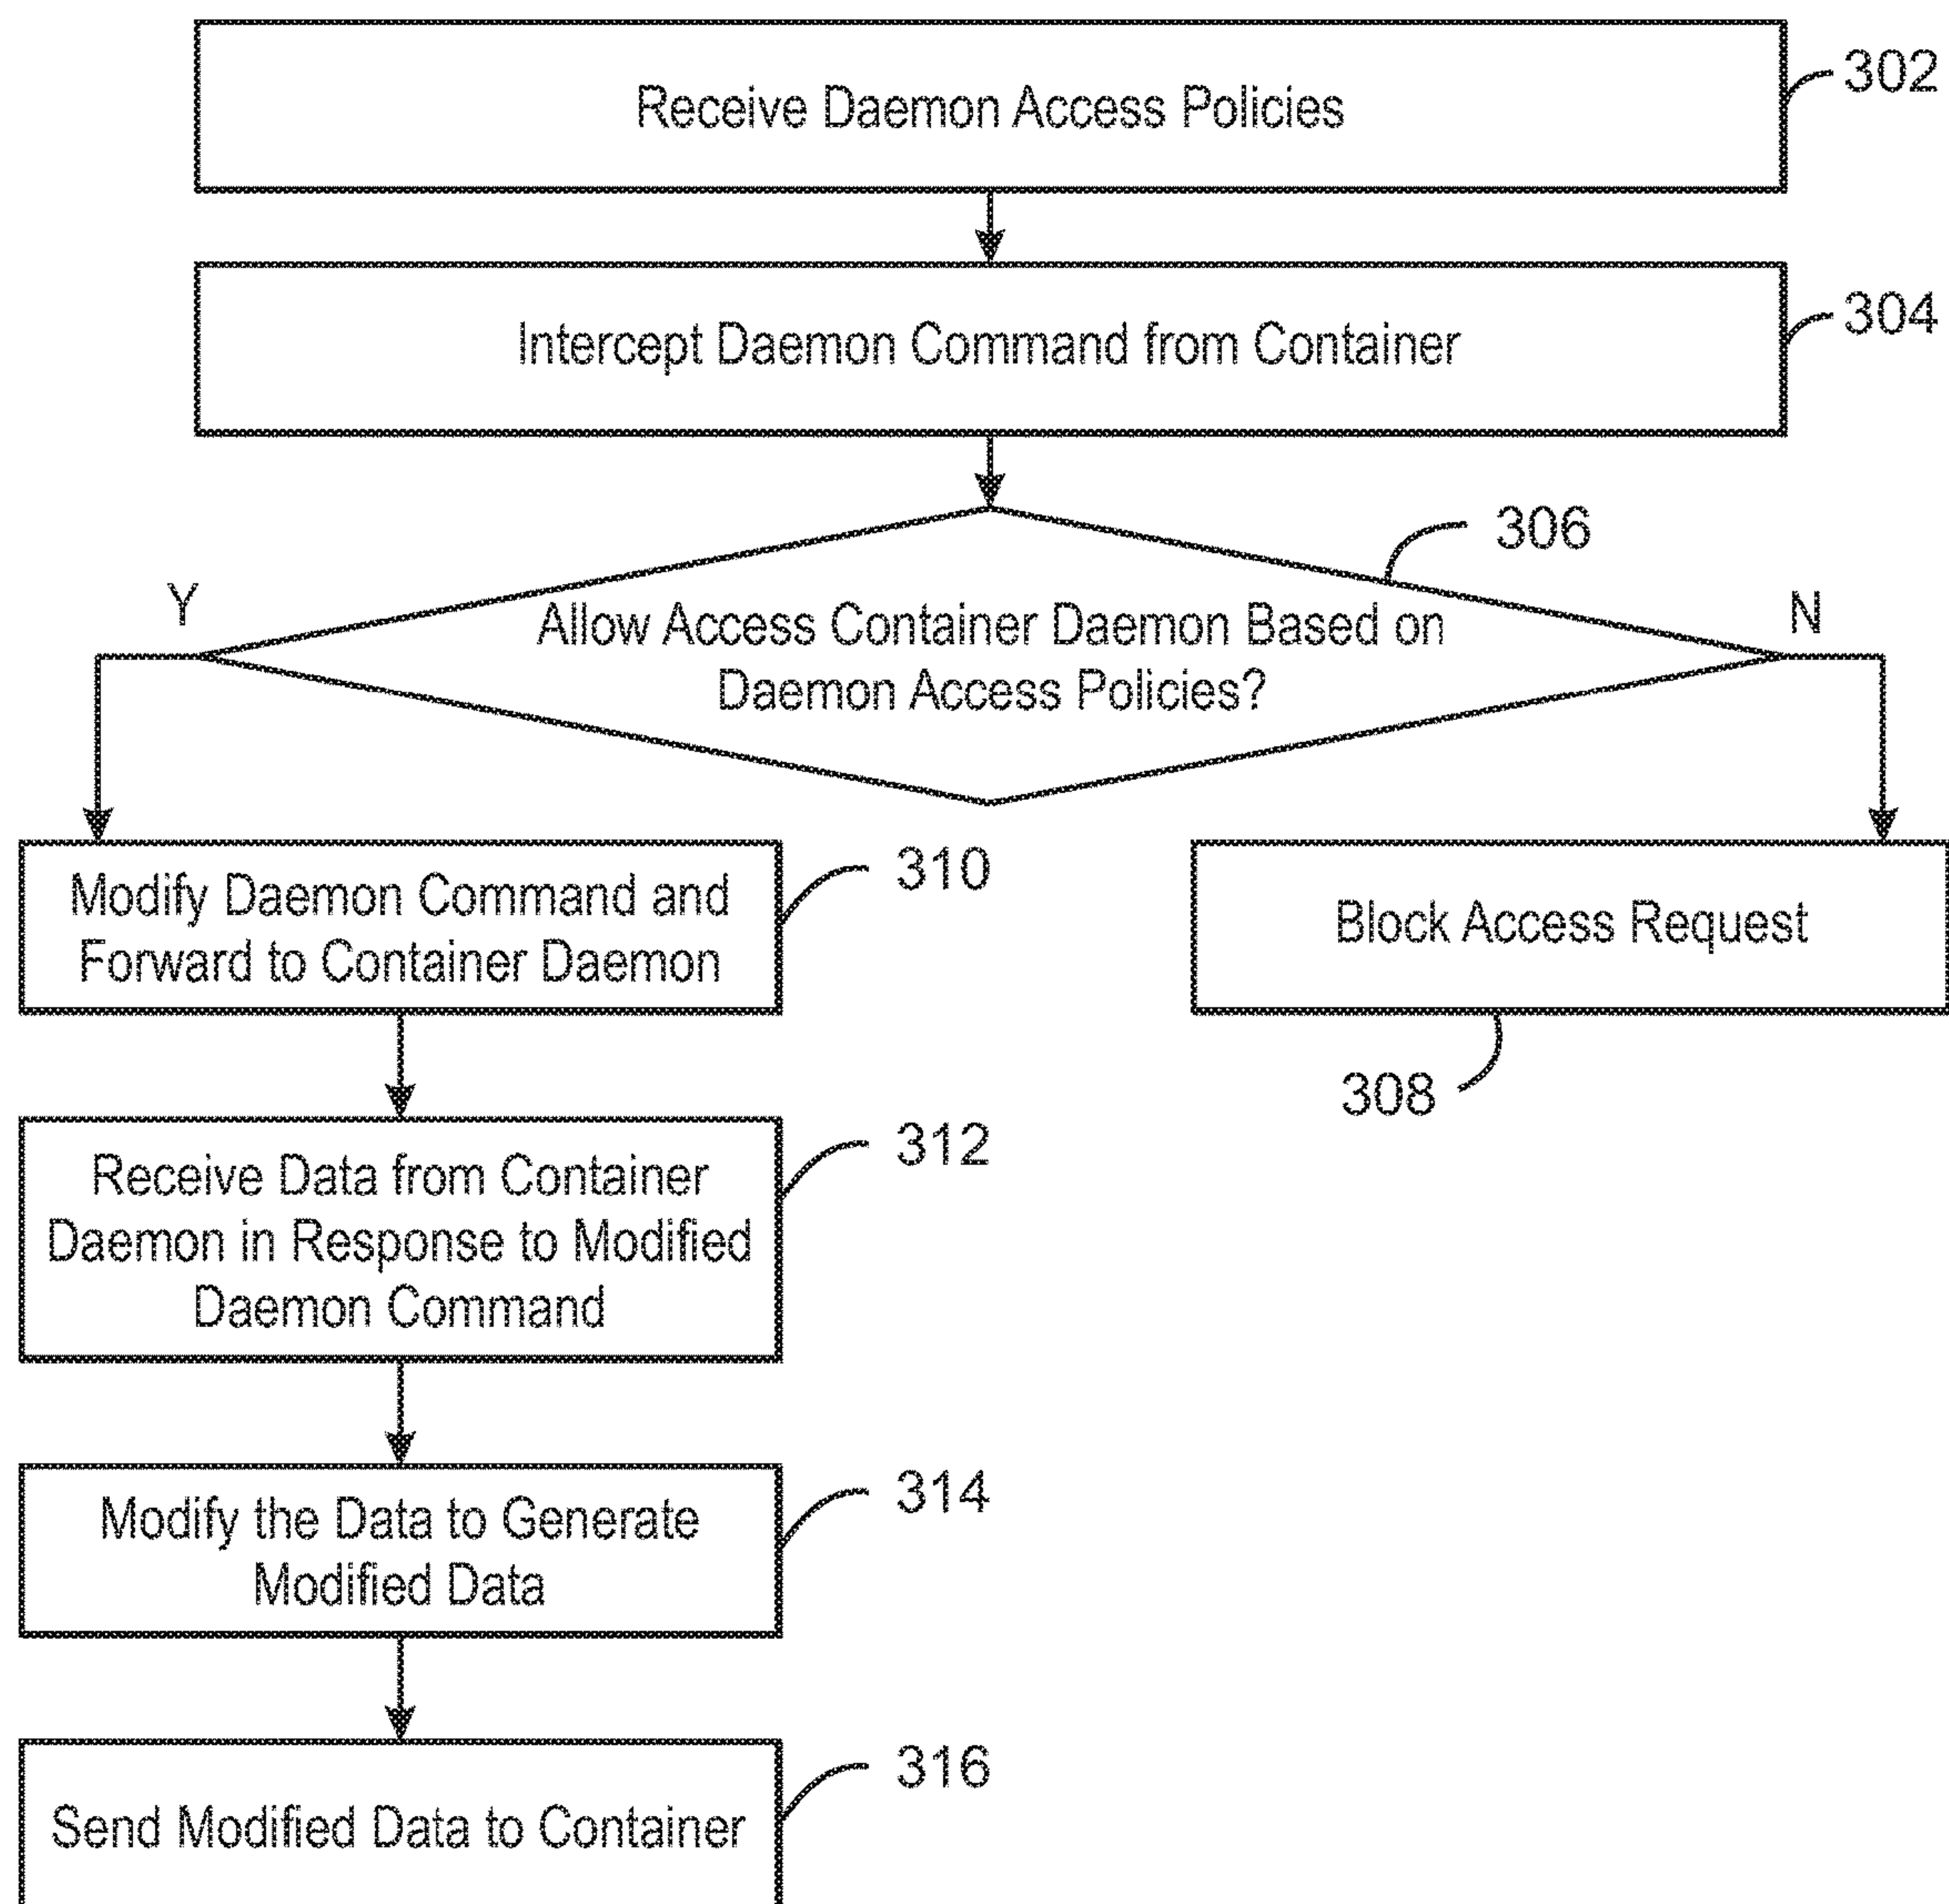 Receive Daemon Access Policies
302
Intercept Daemon Command from Container
304
306
Y
Allow Access Container Daemon Based on
Daemon Access Policies?
N
Modify Daemon Command and
Forward to Container Daemon
310
Block Access Request
308
Receive Data from Container
Daemon in Response to Modified
Daemon Command
312
Modify the Data to Generate
Modified Data
314
Send Modified Data to Container
316